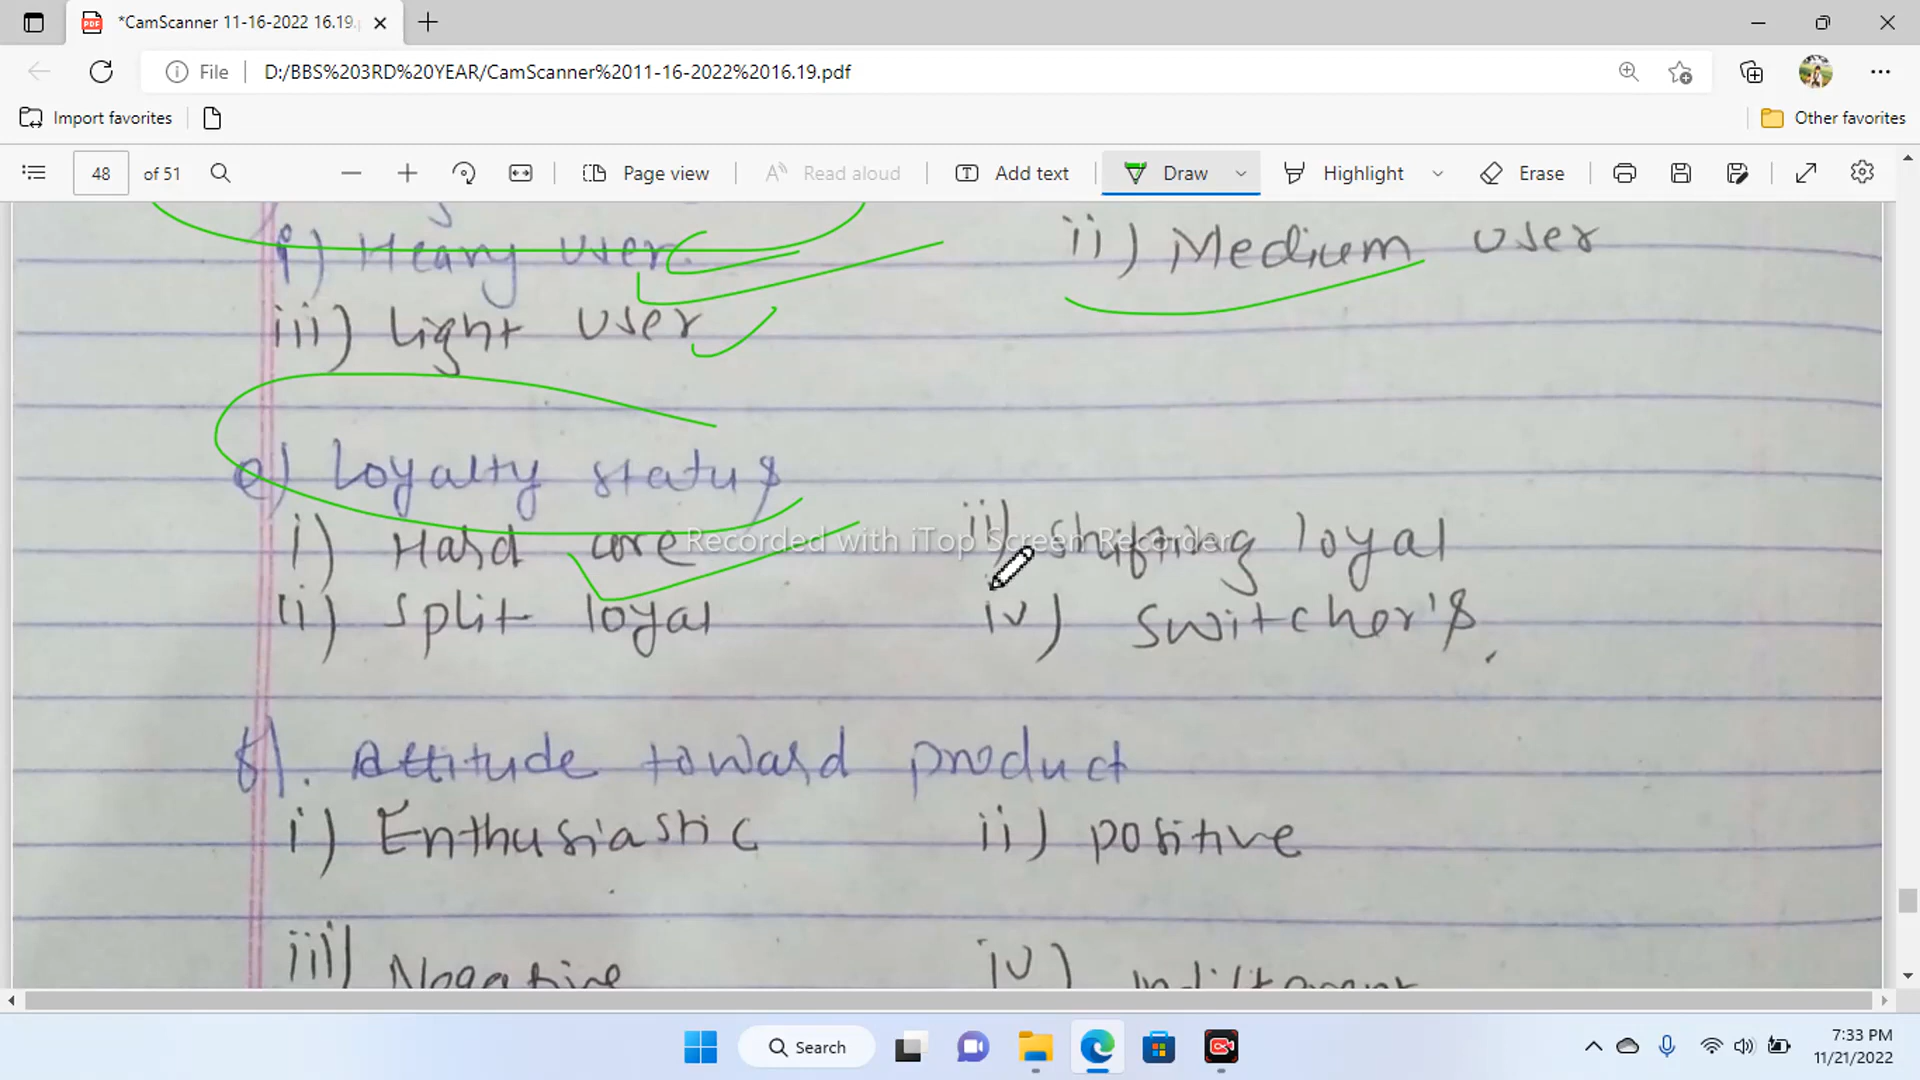 *CamScanner 11-16-2022 16.19.
File D:/BBS%203RD%20YEAR/CamScanner%2011-16-2022%2016.19.pdf
Import favorites Other favorites
48 of 51 Page view Read aloud Add text Draw Highlight Erase
i) Heavy user. ii) Medium user
iii) Light user
e) Loyalty status
i) Hard core ii) shifting loyal
Recorded with iTop Screen Recorder
ii) split loyal iv) switcher's.
f). Attitude toward product
i) Enthusiastic ii) positive
iii) Negative iv)
Search
7:33 PM
11/21/2022